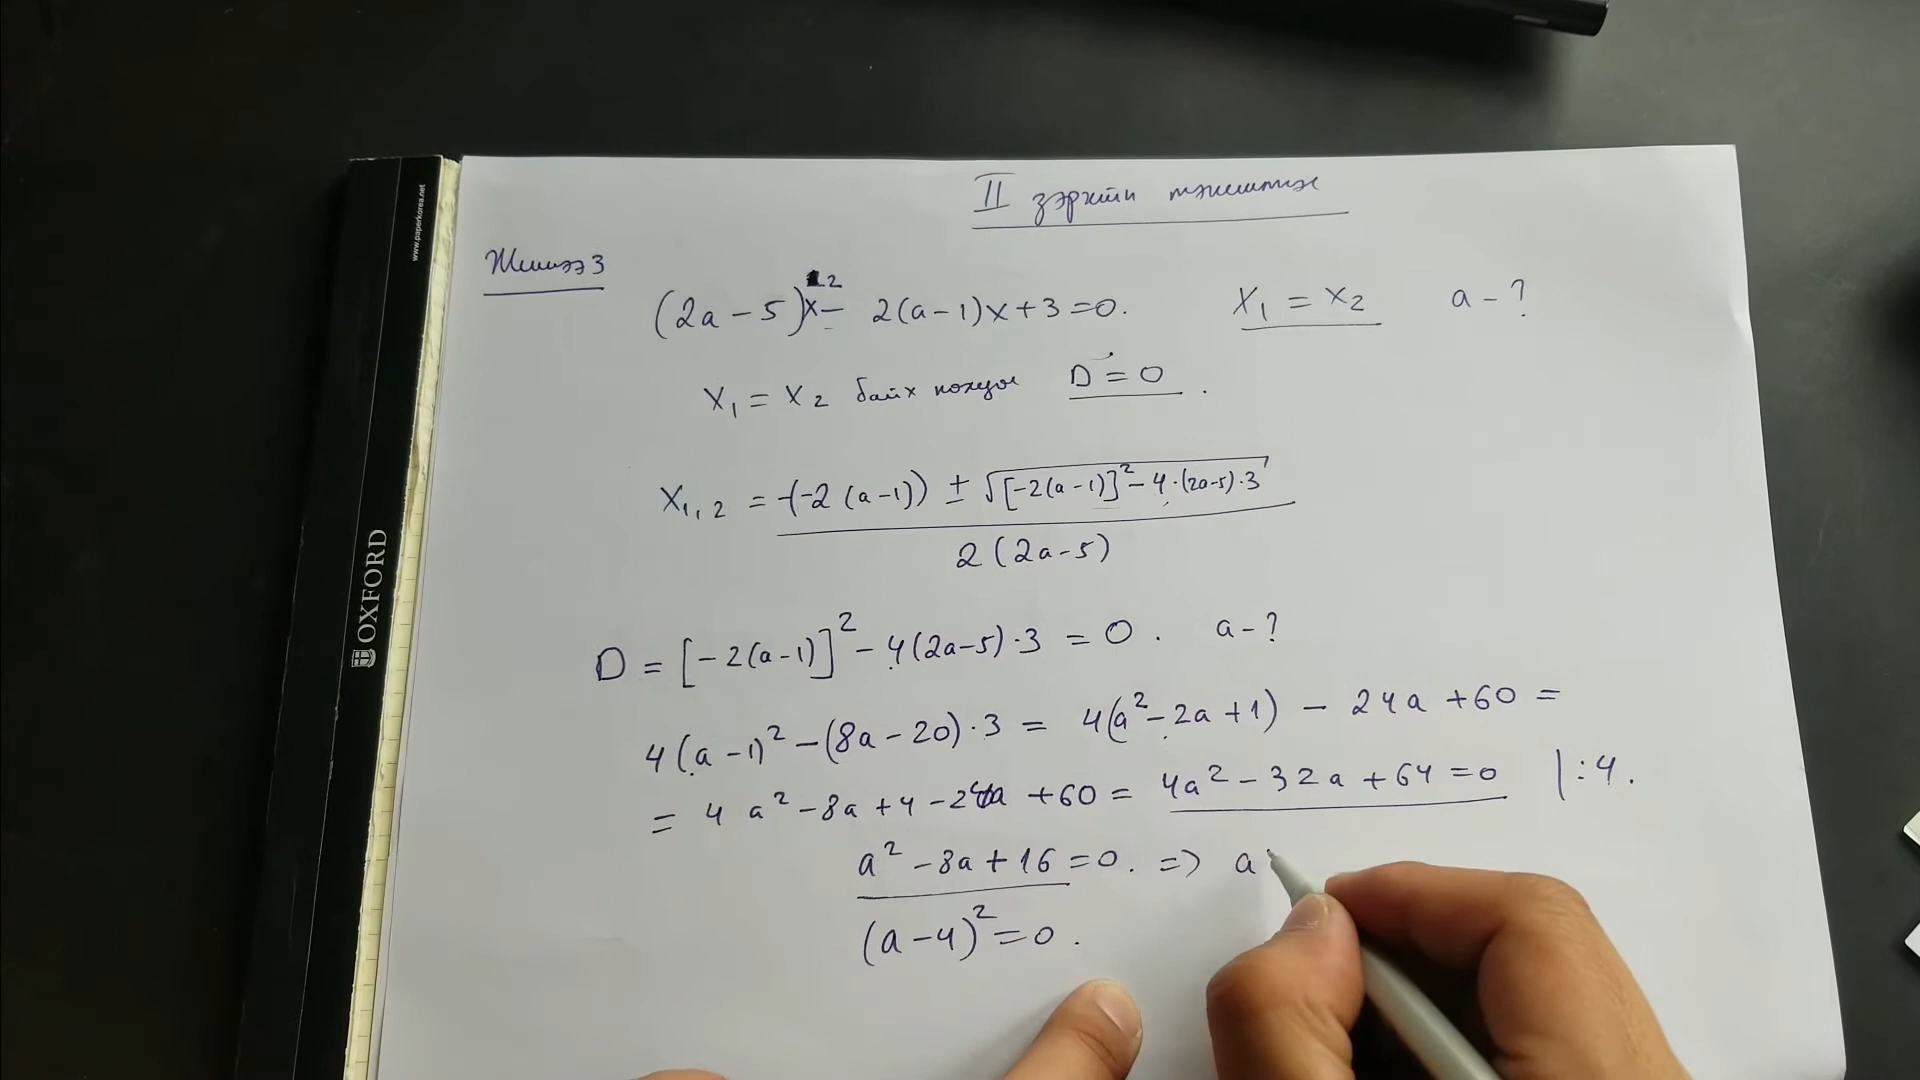 II зэргийн тэгшитгэл
Жишээ 3
(2a - 5)x² - 2(a-1)x + 3 = 0. X₁ = X₂ a - ?
X₁ = X₂ байх нөхцөл D = 0.
X₁,₂ = (-(-2(a-1)) ± √([-2(a-1)]² - 4·(2a-5)·3)) / (2(2a-5))
D = [-2(a-1)]² - 4(2a-5)·3 = 0. a - ?
4(a-1)² - (8a - 20)·3 = 4(a² - 2a + 1) - 24a + 60 =
= 4a² - 8a + 4 - 24a + 60 = 4a² - 32a + 64 = 0 |:4.
a² - 8a + 16 = 0. => a
(a - 4)² = 0.
OXFORD
www.paperkorea.net